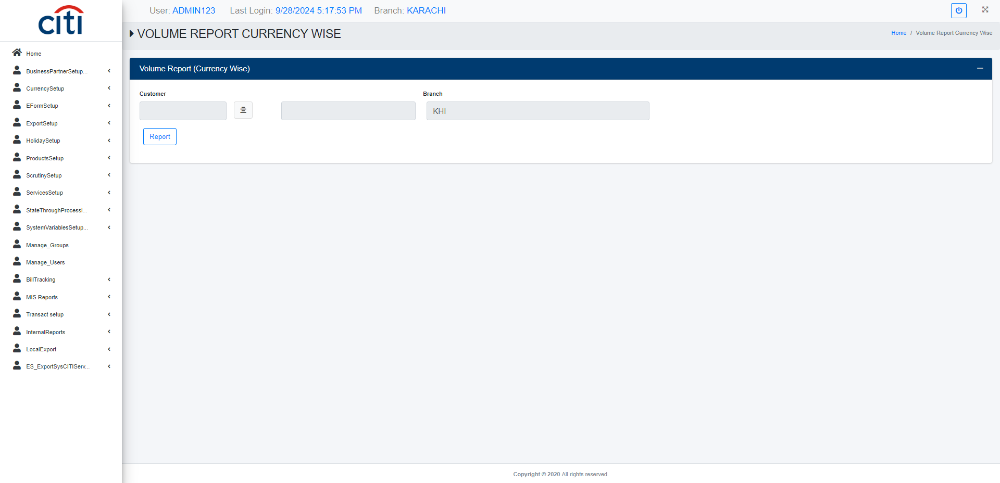 citi
User: ADMIN123 Last Login: 9/28/2024 5:17:53 PM Branch: KARACHI
VOLUME REPORT CURRENCY WISE
Home / Volume Report Currency Wise
Home
BusinessPartnerSetup...
CurrencySetup
EFormSetup
ExportSetup
HolidaySetup
ProductsSetup
ScrutinySetup
ServicesSetup
StateThroughProcessi...
SystemVariablesSetup...
Manage_Groups
Manage_Users
BillTracking
MIS Reports
Transact setup
InternalReports
LocalExport
ES_ExportSysCITIServ...
Volume Report (Currency Wise)
Customer
Branch
KHI
Report
Copyright © 2020 All rights reserved.